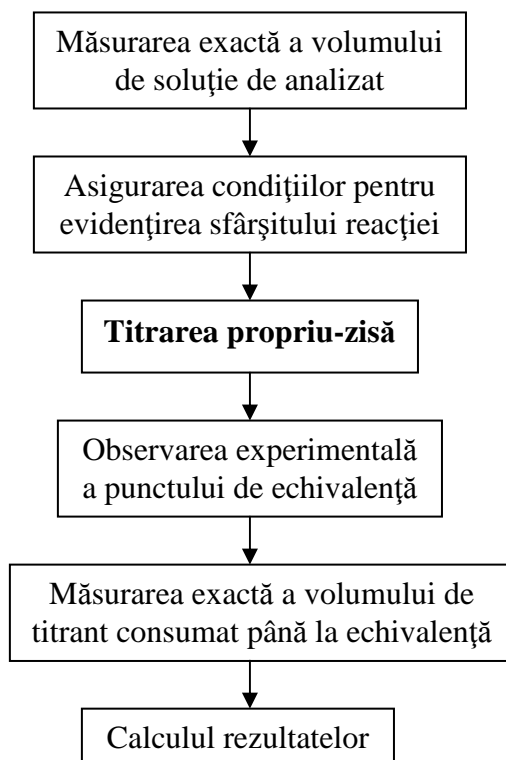 Măsurarea exactă a volumului
de soluţie de analizat
Asigurarea condiţiilor pentru
evidenţirea sfârşitului reacţiei
Titrarea propriu-zisă
Observarea experimentală
a punctului de echivalenţă
Măsurarea exactă a volumului de
titrant consumat până la echivalenţă
Calculul rezultatelor